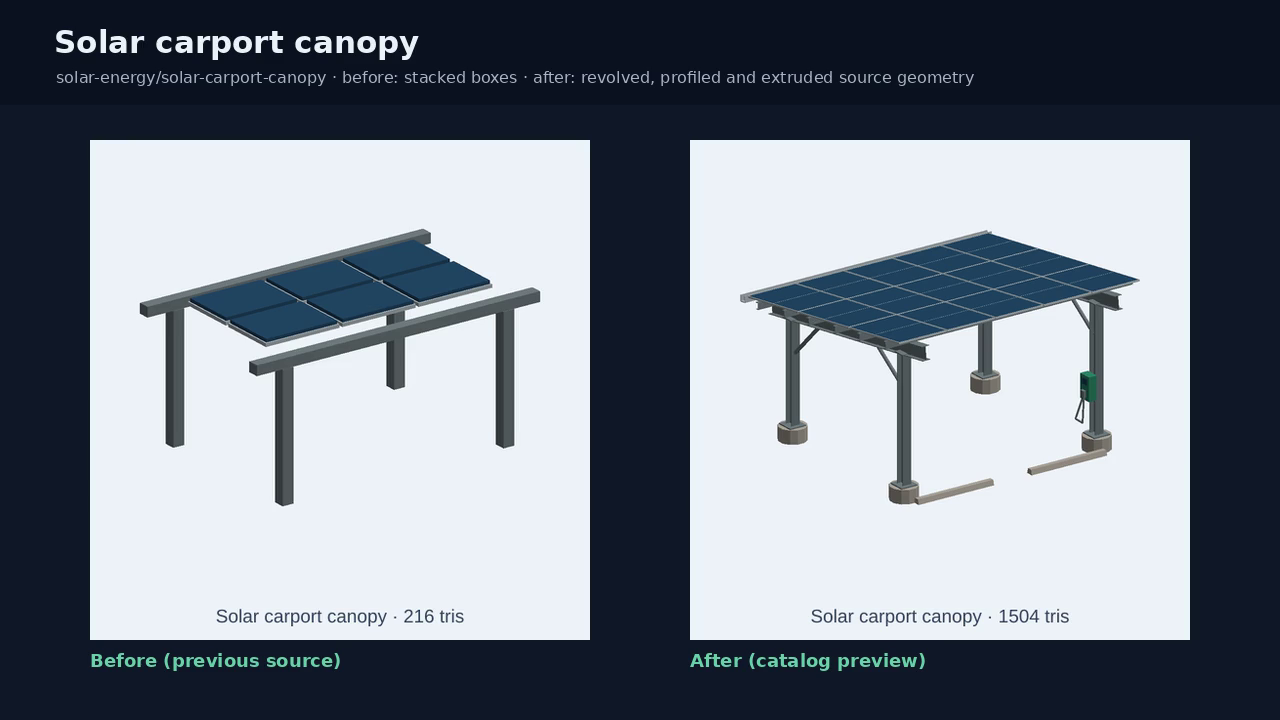 Solar carport canopy
solar-energy/solar-carport-canopy · before: stacked boxes · after: revolved, profiled and extruded source geometry
Solar carport canopy · 216 tris
Solar carport canopy · 1504 tris
Before (previous source)
After (catalog preview)